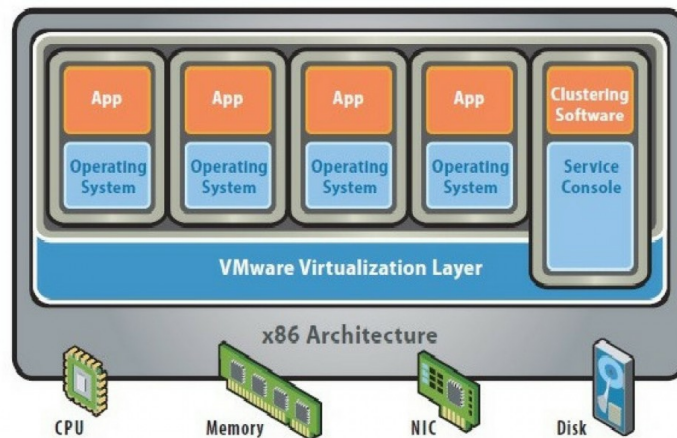 App
App
App
App
Clustering
Software
Operating
System
Operating
System
Operating
System
Operating
System
Service
Console
VMware Virtualization Layer
x86 Architecture
CPU
Memory
NIC
Disk